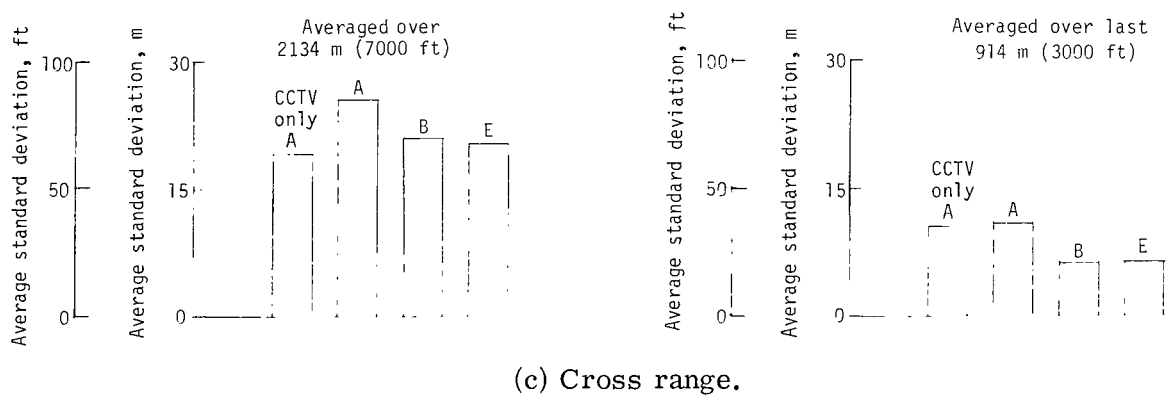 Average standard deviation, ft
100
50
0
Average standard deviation, m
30
15
0
Averaged over
2134 m (7000 ft)
CCTV
only
A
A
B
E
Average standard deviation, ft
100
50
0
Average standard deviation, m
30
15
0
Averaged over last
914 m (3000 ft)
CCTV
only
A
A
B
E
(c) Cross range.